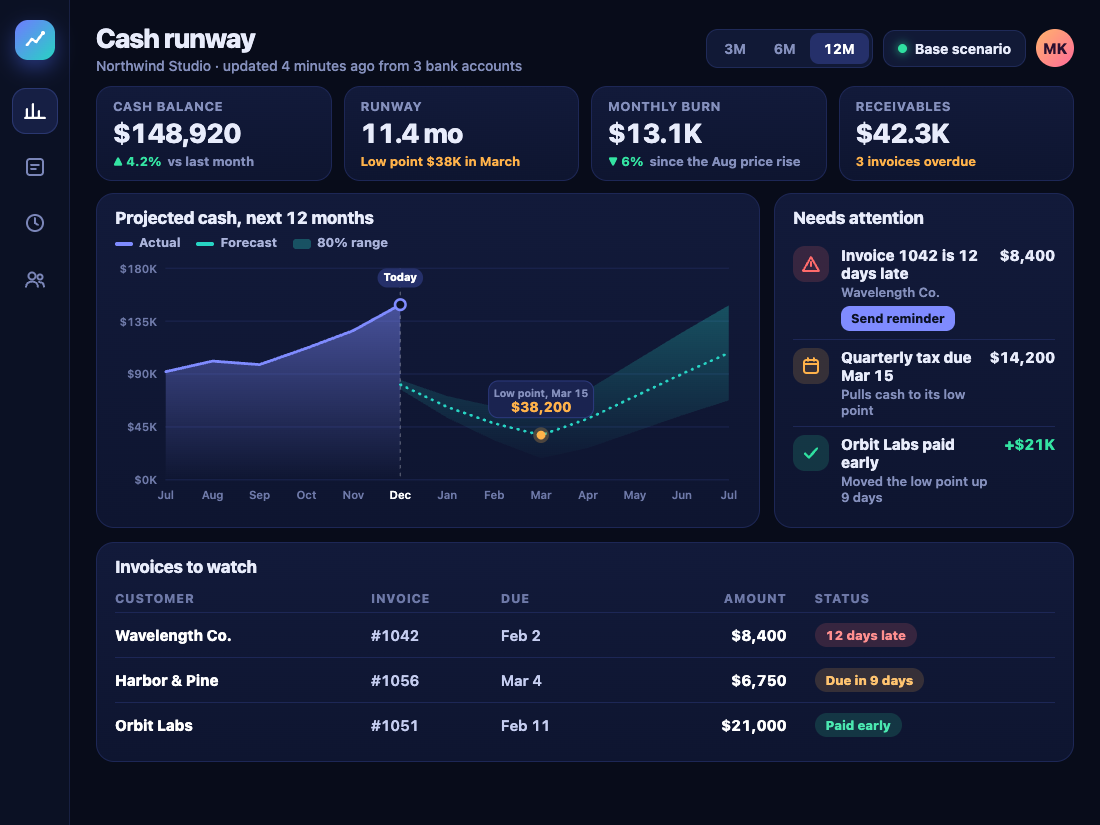 Cash runway
Northwind Studio · updated 4 minutes ago from 3 bank accounts
3M 6M 12M
Base scenario
MK
CASH BALANCE
$148,920
4.2% vs last month
RUNWAY
11.4 mo
Low point $38K in March
MONTHLY BURN
$13.1K
6% since the Aug price rise
RECEIVABLES
$42.3K
3 invoices overdue
Projected cash, next 12 months
Actual Forecast 80% range
$180K
$135K
$90K
$45K
$0K
Today
Low point, Mar 15
$38,200
Jul Aug Sep Oct Nov Dec Jan Feb Mar Apr May Jun Jul
Needs attention
Invoice 1042 is 12 $8,400
days late
Wavelength Co.
Send reminder
Quarterly tax due $14,200
Mar 15
Pulls cash to its low
point
Orbit Labs paid +$21K
early
Moved the low point up
9 days
Invoices to watch
CUSTOMER INVOICE DUE AMOUNT STATUS
Wavelength Co. #1042 Feb 2 $8,400 12 days late
Harbor & Pine #1056 Mar 4 $6,750 Due in 9 days
Orbit Labs #1051 Feb 11 $21,000 Paid early